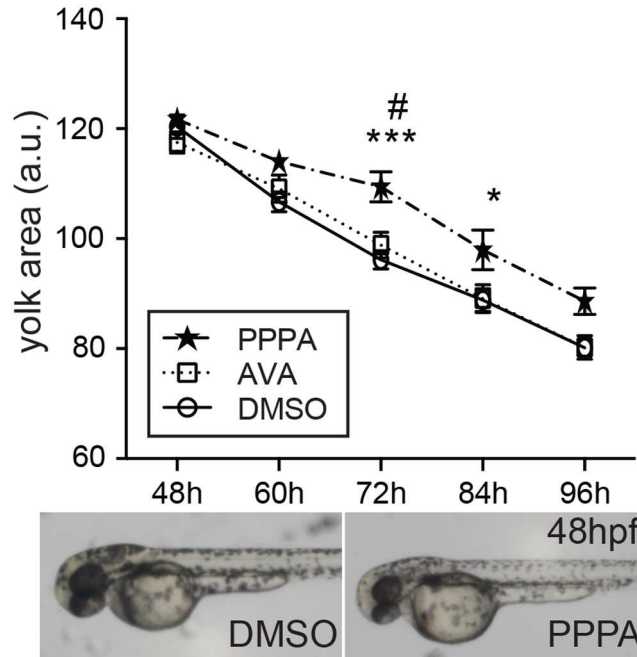 140
120
100
80
60
yolk area (a.u.)
#
***
*
PPPA
AVA
DMSO
48h 60h 72h 84h 96h
48hpf
DMSO
PPPA